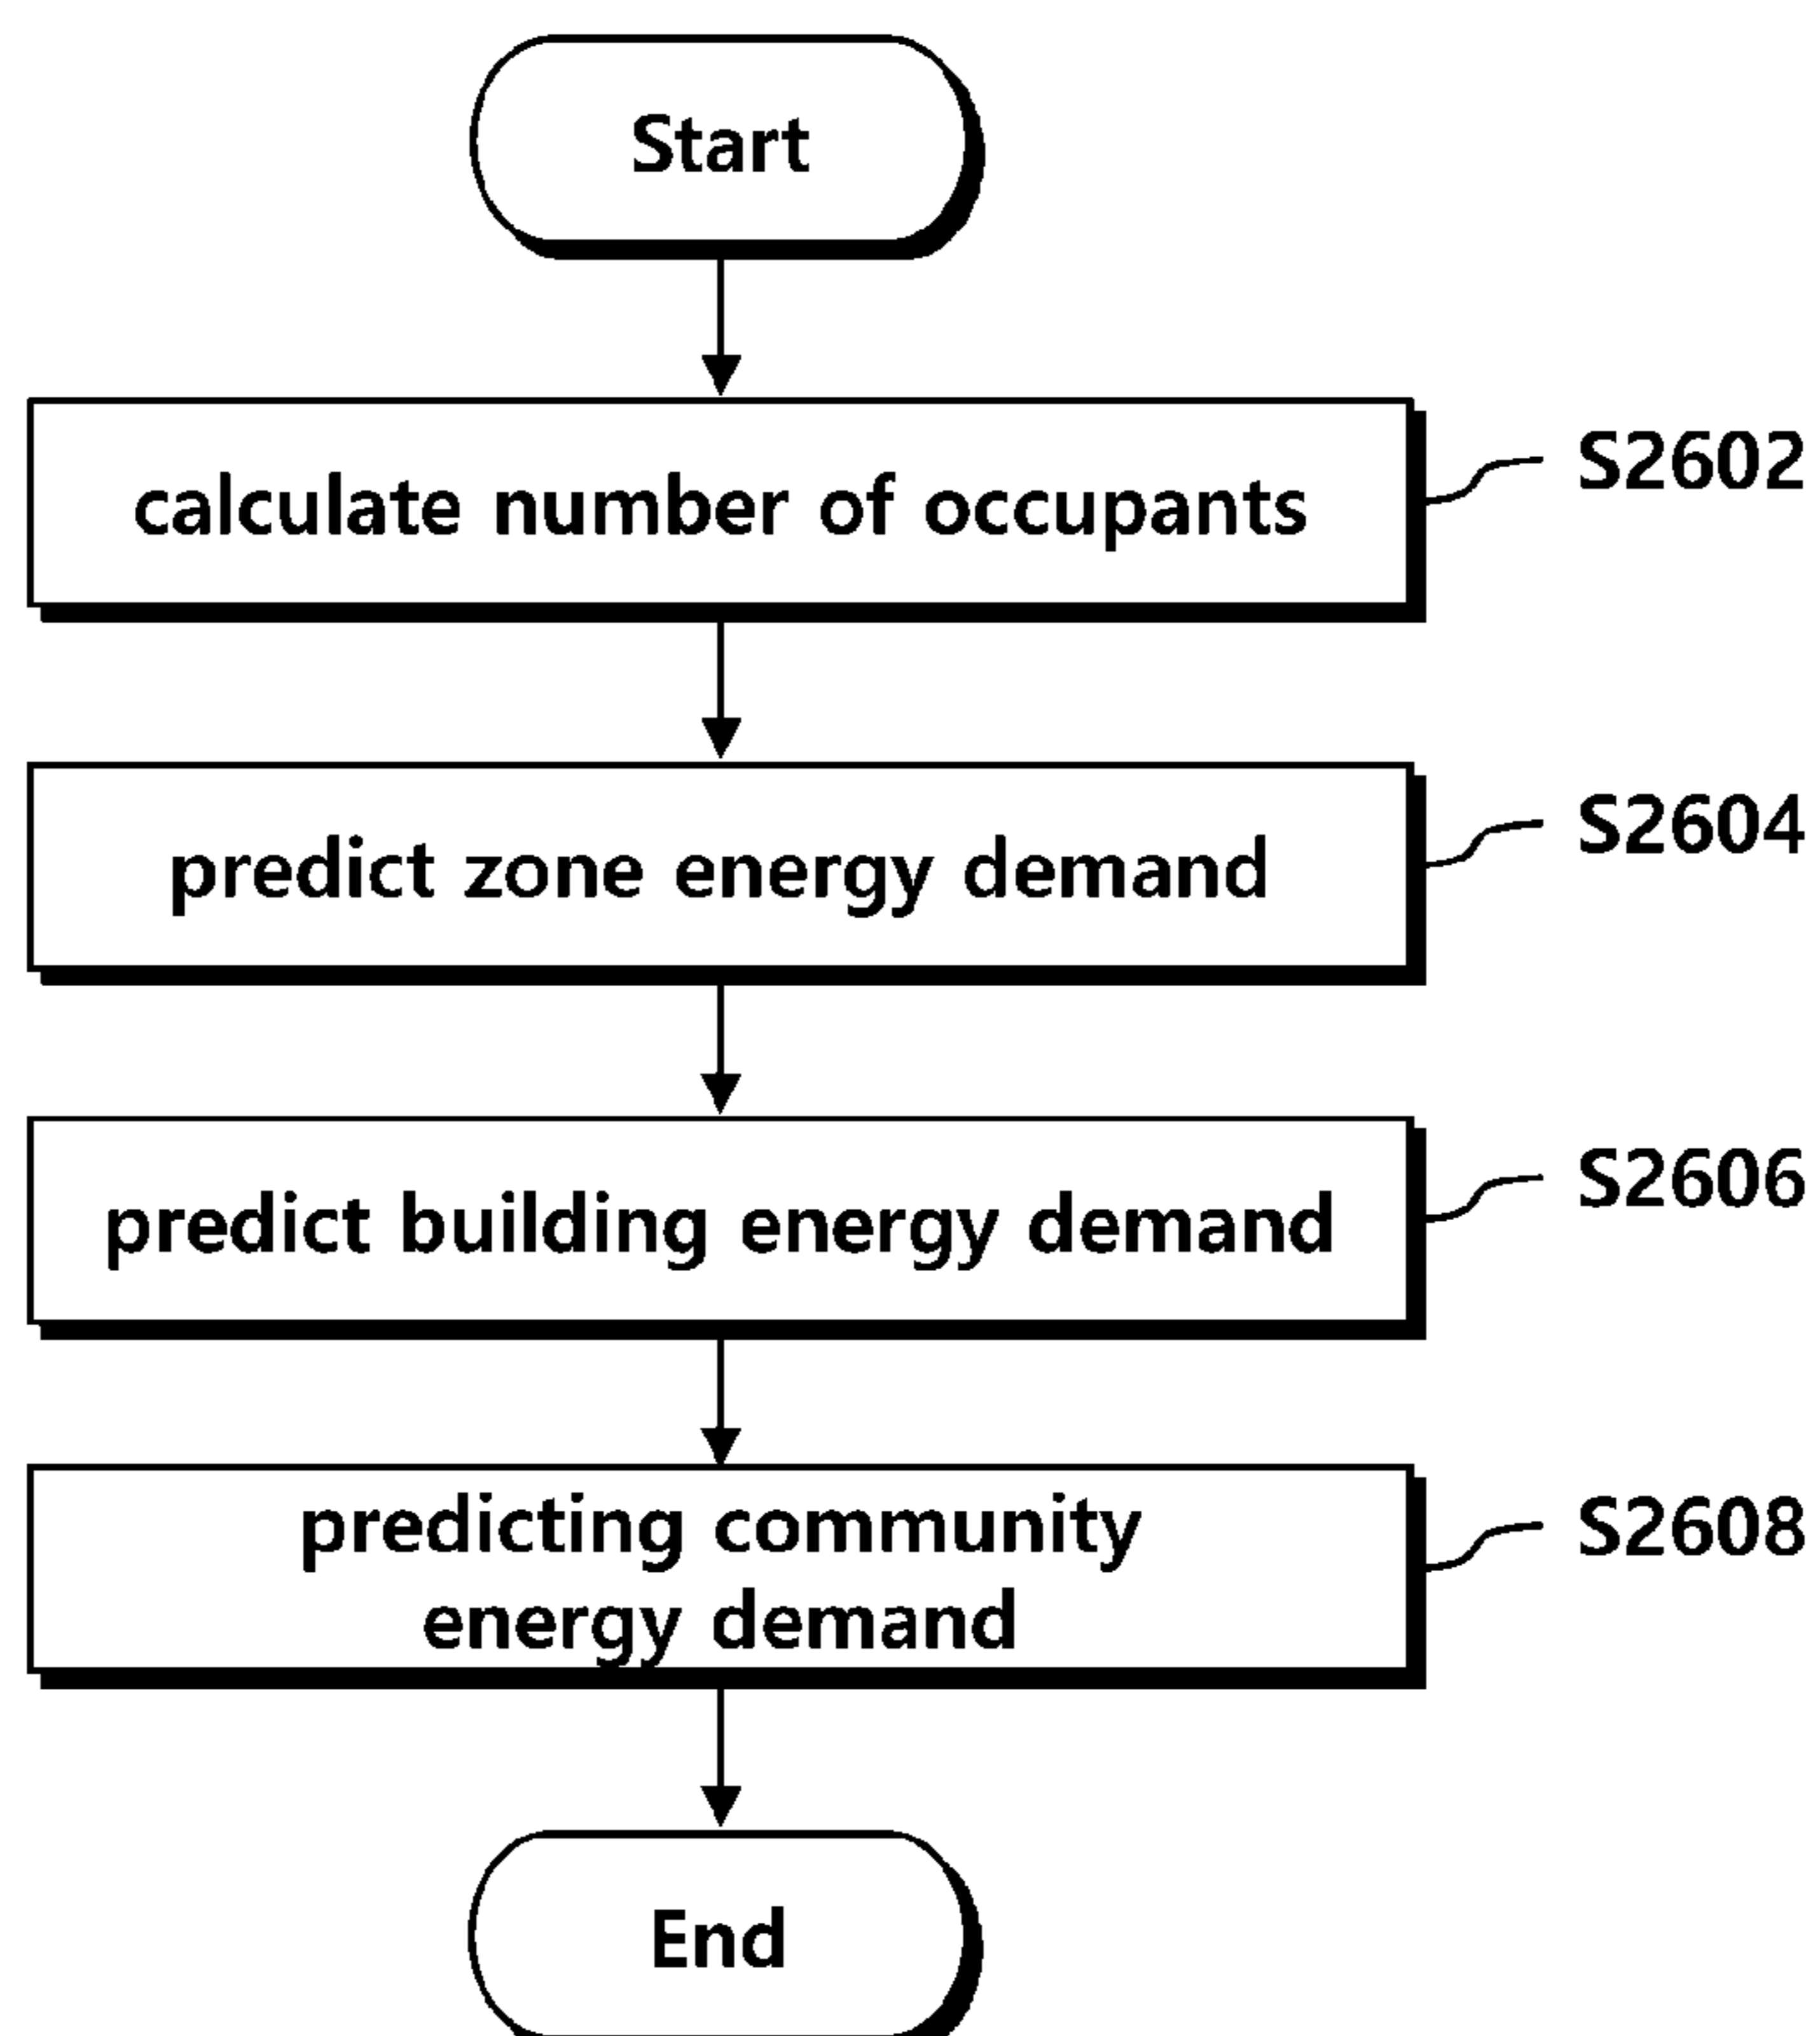 Start
calculate number of occupants
S2602
predict zone energy demand
S2604
predict building energy demand
S2606
predicting community
energy demand
S2608
End